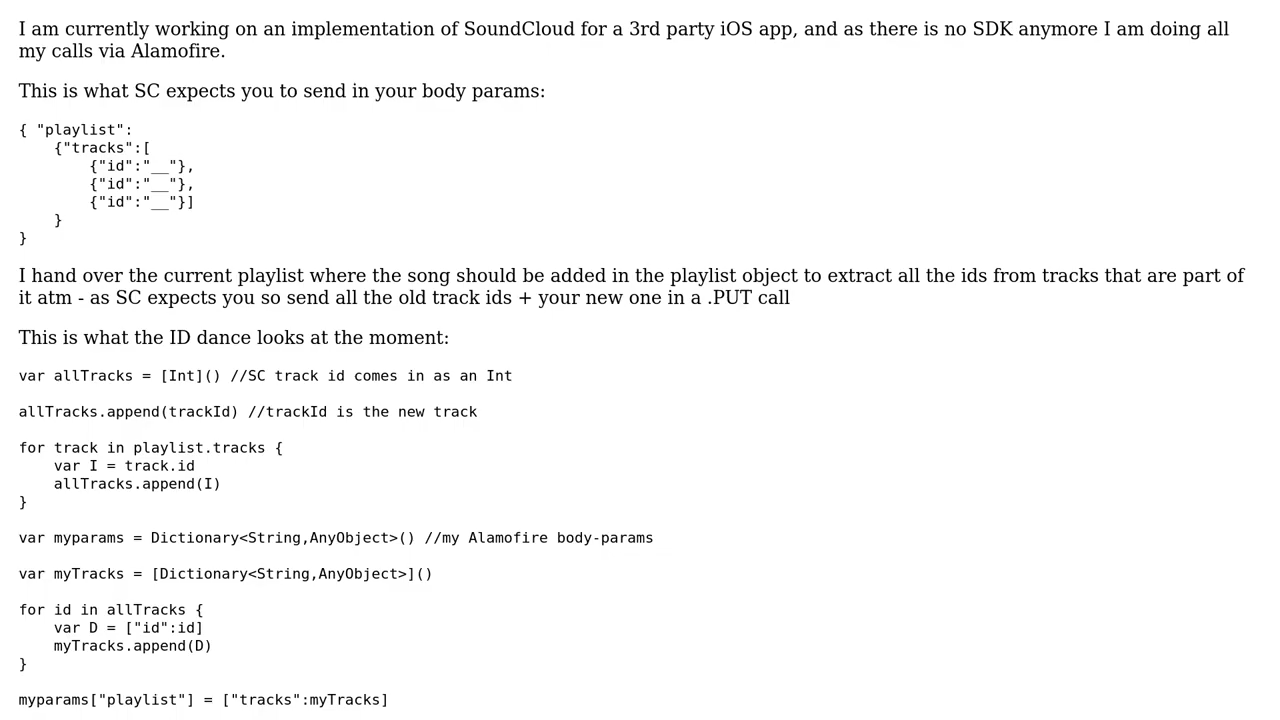 I am currently working on an implementation of SoundCloud for a 3rd party iOS app, and as there is no SDK anymore I am doing all
my calls via Alamofire.
This is what SC expects you to send in your body params:
{ "playlist":
    {"tracks":[
        {"id":"__"},
        {"id":"__"},
        {"id":"__"}]
    }
}
I hand over the current playlist where the song should be added in the playlist object to extract all the ids from tracks that are part of
it atm - as SC expects you so send all the old track ids + your new one in a .PUT call
This is what the ID dance looks at the moment:
var allTracks = [Int]() //SC track id comes in as an Int
allTracks.append(trackId) //trackId is the new track
for track in playlist.tracks {
    var I = track.id
    allTracks.append(I)
}
var myparams = Dictionary<String,AnyObject>() //my Alamofire body-params
var myTracks = [Dictionary<String,AnyObject>]()
for id in allTracks {
    var D = ["id":id]
    myTracks.append(D)
}
myparams["playlist"] = ["tracks":myTracks]